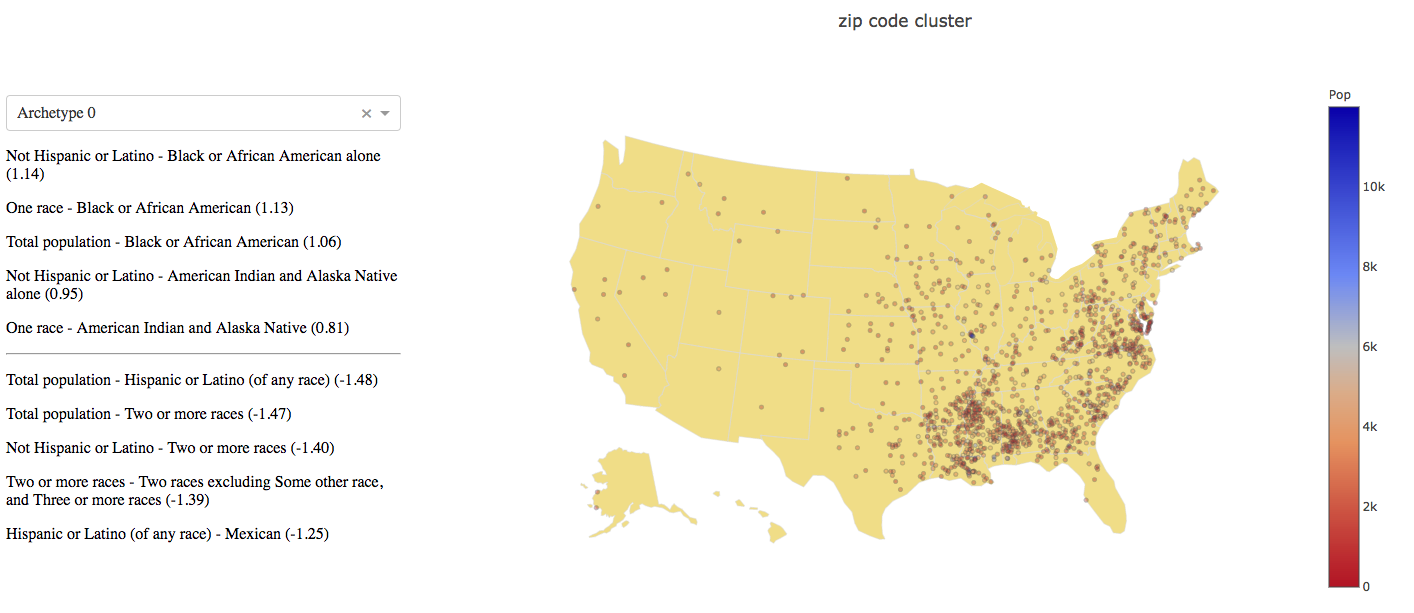 zip code cluster
Archetype 0
Not Hispanic or Latino - Black or African American alone
(1.14)
One race - Black or African American (1.13)
Total population - Black or African American (1.06)
Not Hispanic or Latino - American Indian and Alaska Native
alone (0.95)
One race - American Indian and Alaska Native (0.81)
Total population - Hispanic or Latino (of any race) (-1.48)
Total population - Two or more races (-1.47)
Not Hispanic or Latino - Two or more races (-1.40)
Two or more races - Two races excluding Some other race,
and Three or more races (-1.39)
Hispanic or Latino (of any race) - Mexican (-1.25)
Pop
10k
8k
6k
4k
2k
0